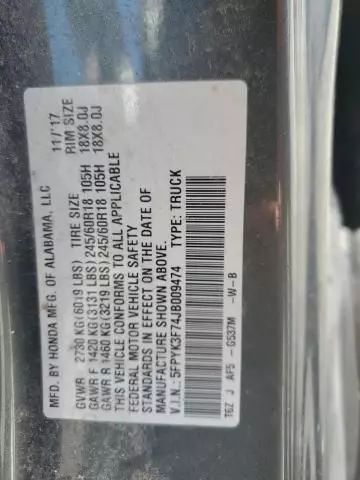 MFD. BY HONDA MFG. OF ALABAMA, LLC 11/'17
GVWR 2730 KG(6019 LBS) TIRE SIZE RIM SIZE
GAWR F 1420 KG(3131 LBS) 245/60R18 105H 18X8.0J
GAWR R 1460 KG(3219 LBS) 245/60R18 105H 18X8.0J
THIS VEHICLE CONFORMS TO ALL APPLICABLE
FEDERAL MOTOR VEHICLE SAFETY
STANDARDS IN EFFECT ON THE DATE OF
MANUFACTURE SHOWN ABOVE.
V.I.N.: 5FPYK3F74JB009474 TYPE: TRUCK
T6Z J AF5 -G537M -W-B